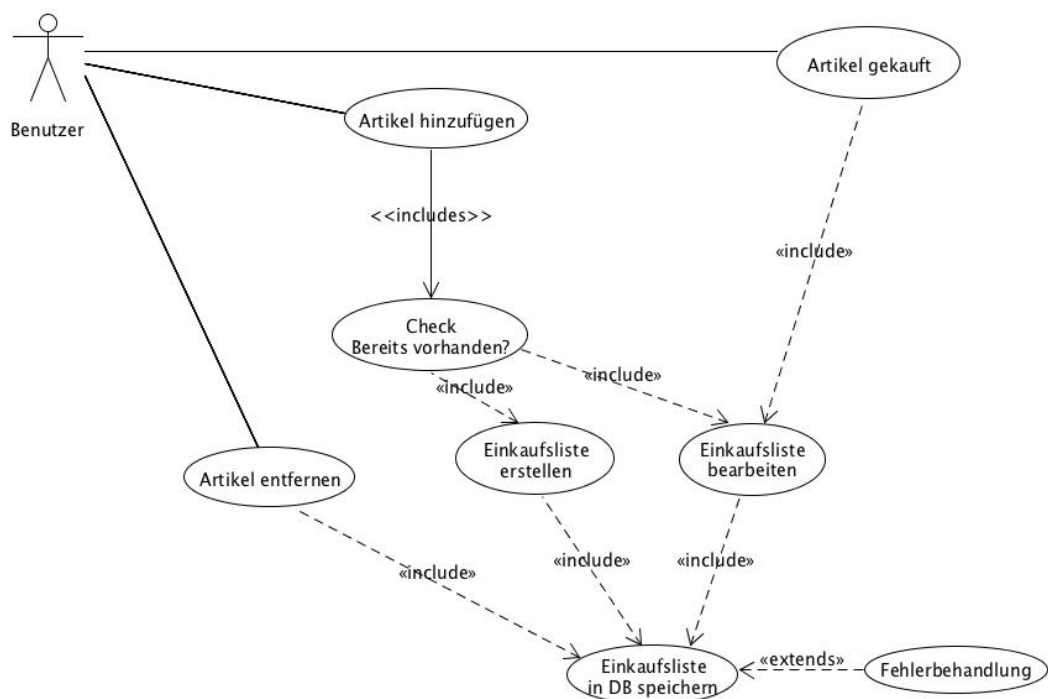 Artikel gekauft
Artikel hinzufügen
Benutzer
<<includes>>
«include»
Check
Bereits vorhanden?
«include»
«include»
Einkaufsliste
erstellen
Einkaufsliste
bearbeiten
Artikel entfernen
«include»
«include»
«include»
Einkaufsliste
in DB speichern
«extends»
Fehlerbehandlung